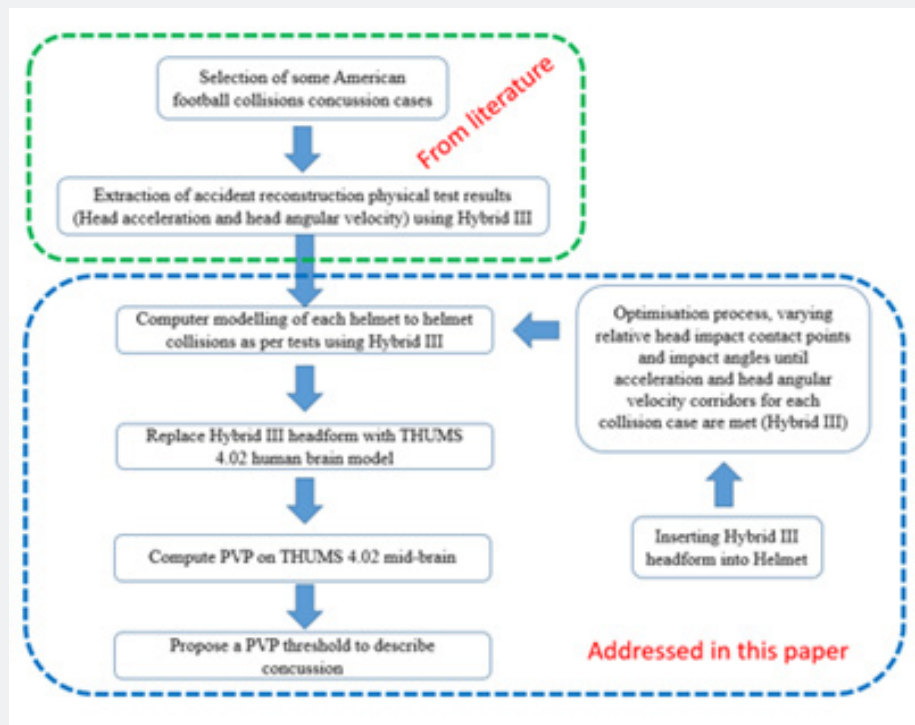 Selection of some American
football collisions concussion cases
From literature
Extraction of accident reconstruction physical test results
(Head acceleration and head angular velocity) using Hybrid III
Computer modelling of each helmet to helmet
collisions as per tests using Hybrid III
Optimisation process, varying
relative head impact contact points
and impact angles until
acceleration and head angular
velocity corridors for each
collision case are met (Hybrid III)
Replace Hybrid III headform with THUMS
4.02 human brain model
Inserting Hybrid III
headform into Helmet
Compute PVP on THUMS 4.02 mid-brain
Propose a PVP threshold to describe
concussion
Addressed in this paper